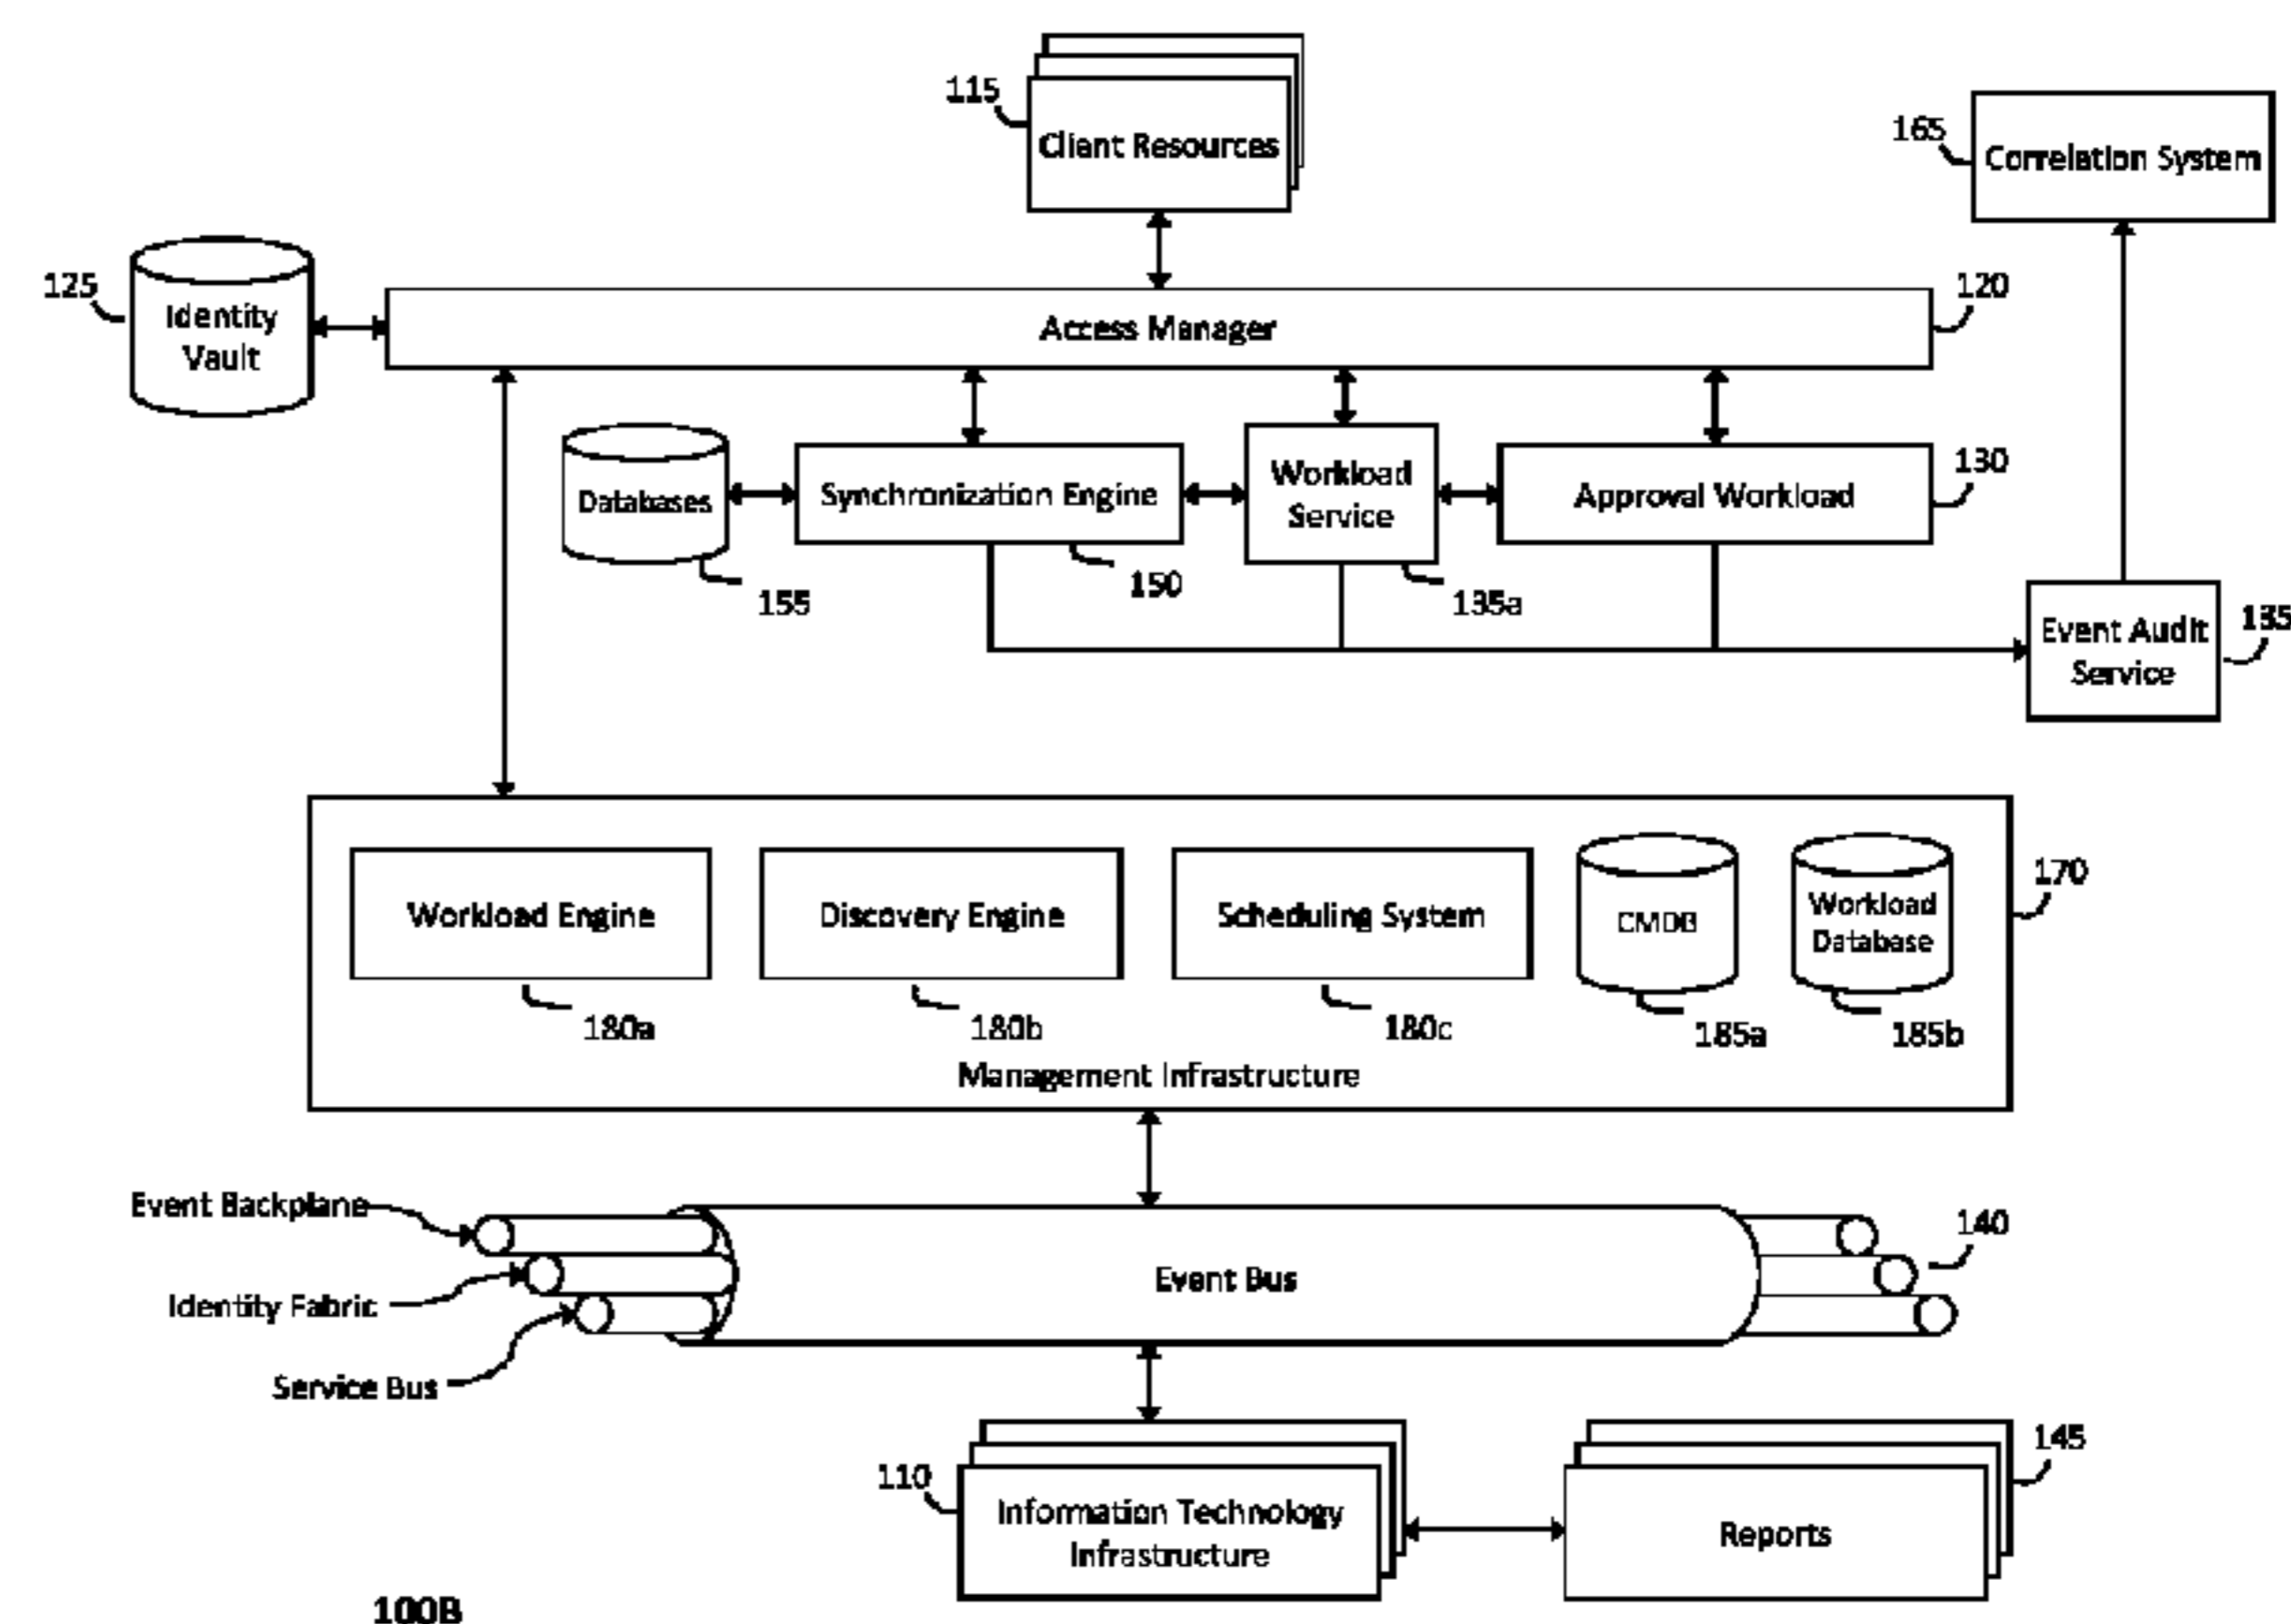 115
Client Resources
165
Correlation System
125
Identity
Vault
120
Access Manager
Databases
155
Synchronization Engine
150
Workload
Service
135a
Approval Workload
130
Event Audit
Service
135
Workload Engine
180a
Discovery Engine
180b
Scheduling System
180c
CMDB
185a
Workload
Database
185b
170
Management Infrastructure
Event Backplane
Identity Fabric
Service Bus
Event Bus
140
110
Information Technology
Infrastructure
Reports
145
100B